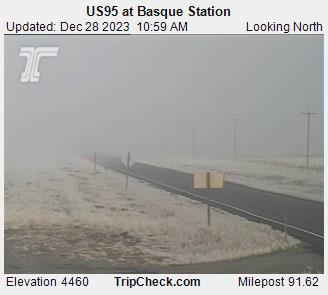 US95 at Basque Station
Updated: Dec 28 2023 10:59 AM Looking North
Elevation 4460 TripCheck.com Milepost 91.62